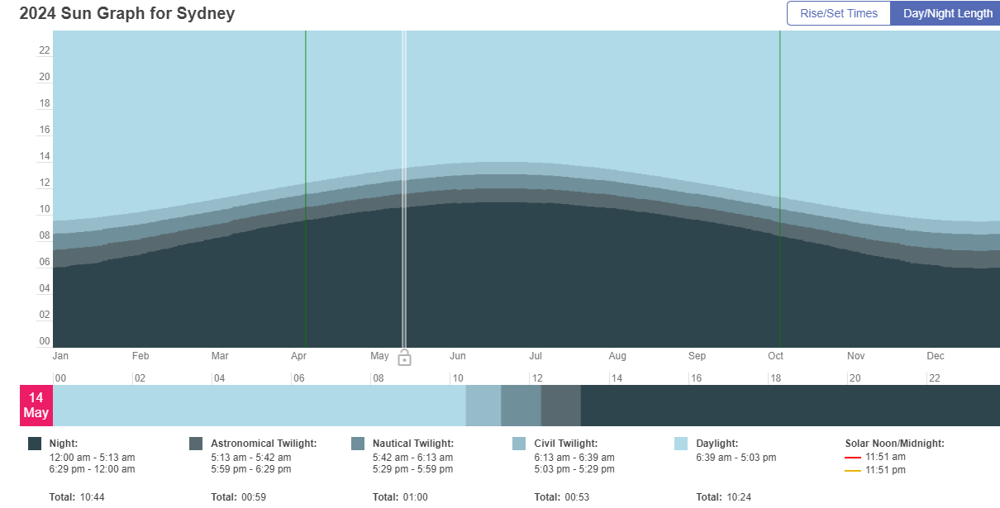 2024 Sun Graph for Sydney
Rise/Set Times Day/Night Length
22
20
18
16
14
12
10
08
06
04
02
00
Jan Feb Mar Apr May Jun Jul Aug Sep Oct Nov Dec
00 02 04 06 08 10 12 14 16 18 20 22
14
May
Night: Astronomical Twilight: Nautical Twilight: Civil Twilight: Daylight: Solar Noon/Midnight:
12:00 am - 5:13 am 5:13 am - 5:42 am 5:42 am - 6:13 am 6:13 am - 6:39 am 6:39 am - 5:03 pm 11:51 am
6:29 pm - 12:00 am 5:59 pm - 6:29 pm 5:29 pm - 5:59 pm 5:03 pm - 5:29 pm 11:51 pm
Total: 10:44 Total: 00:59 Total: 01:00 Total: 00:53 Total: 10:24